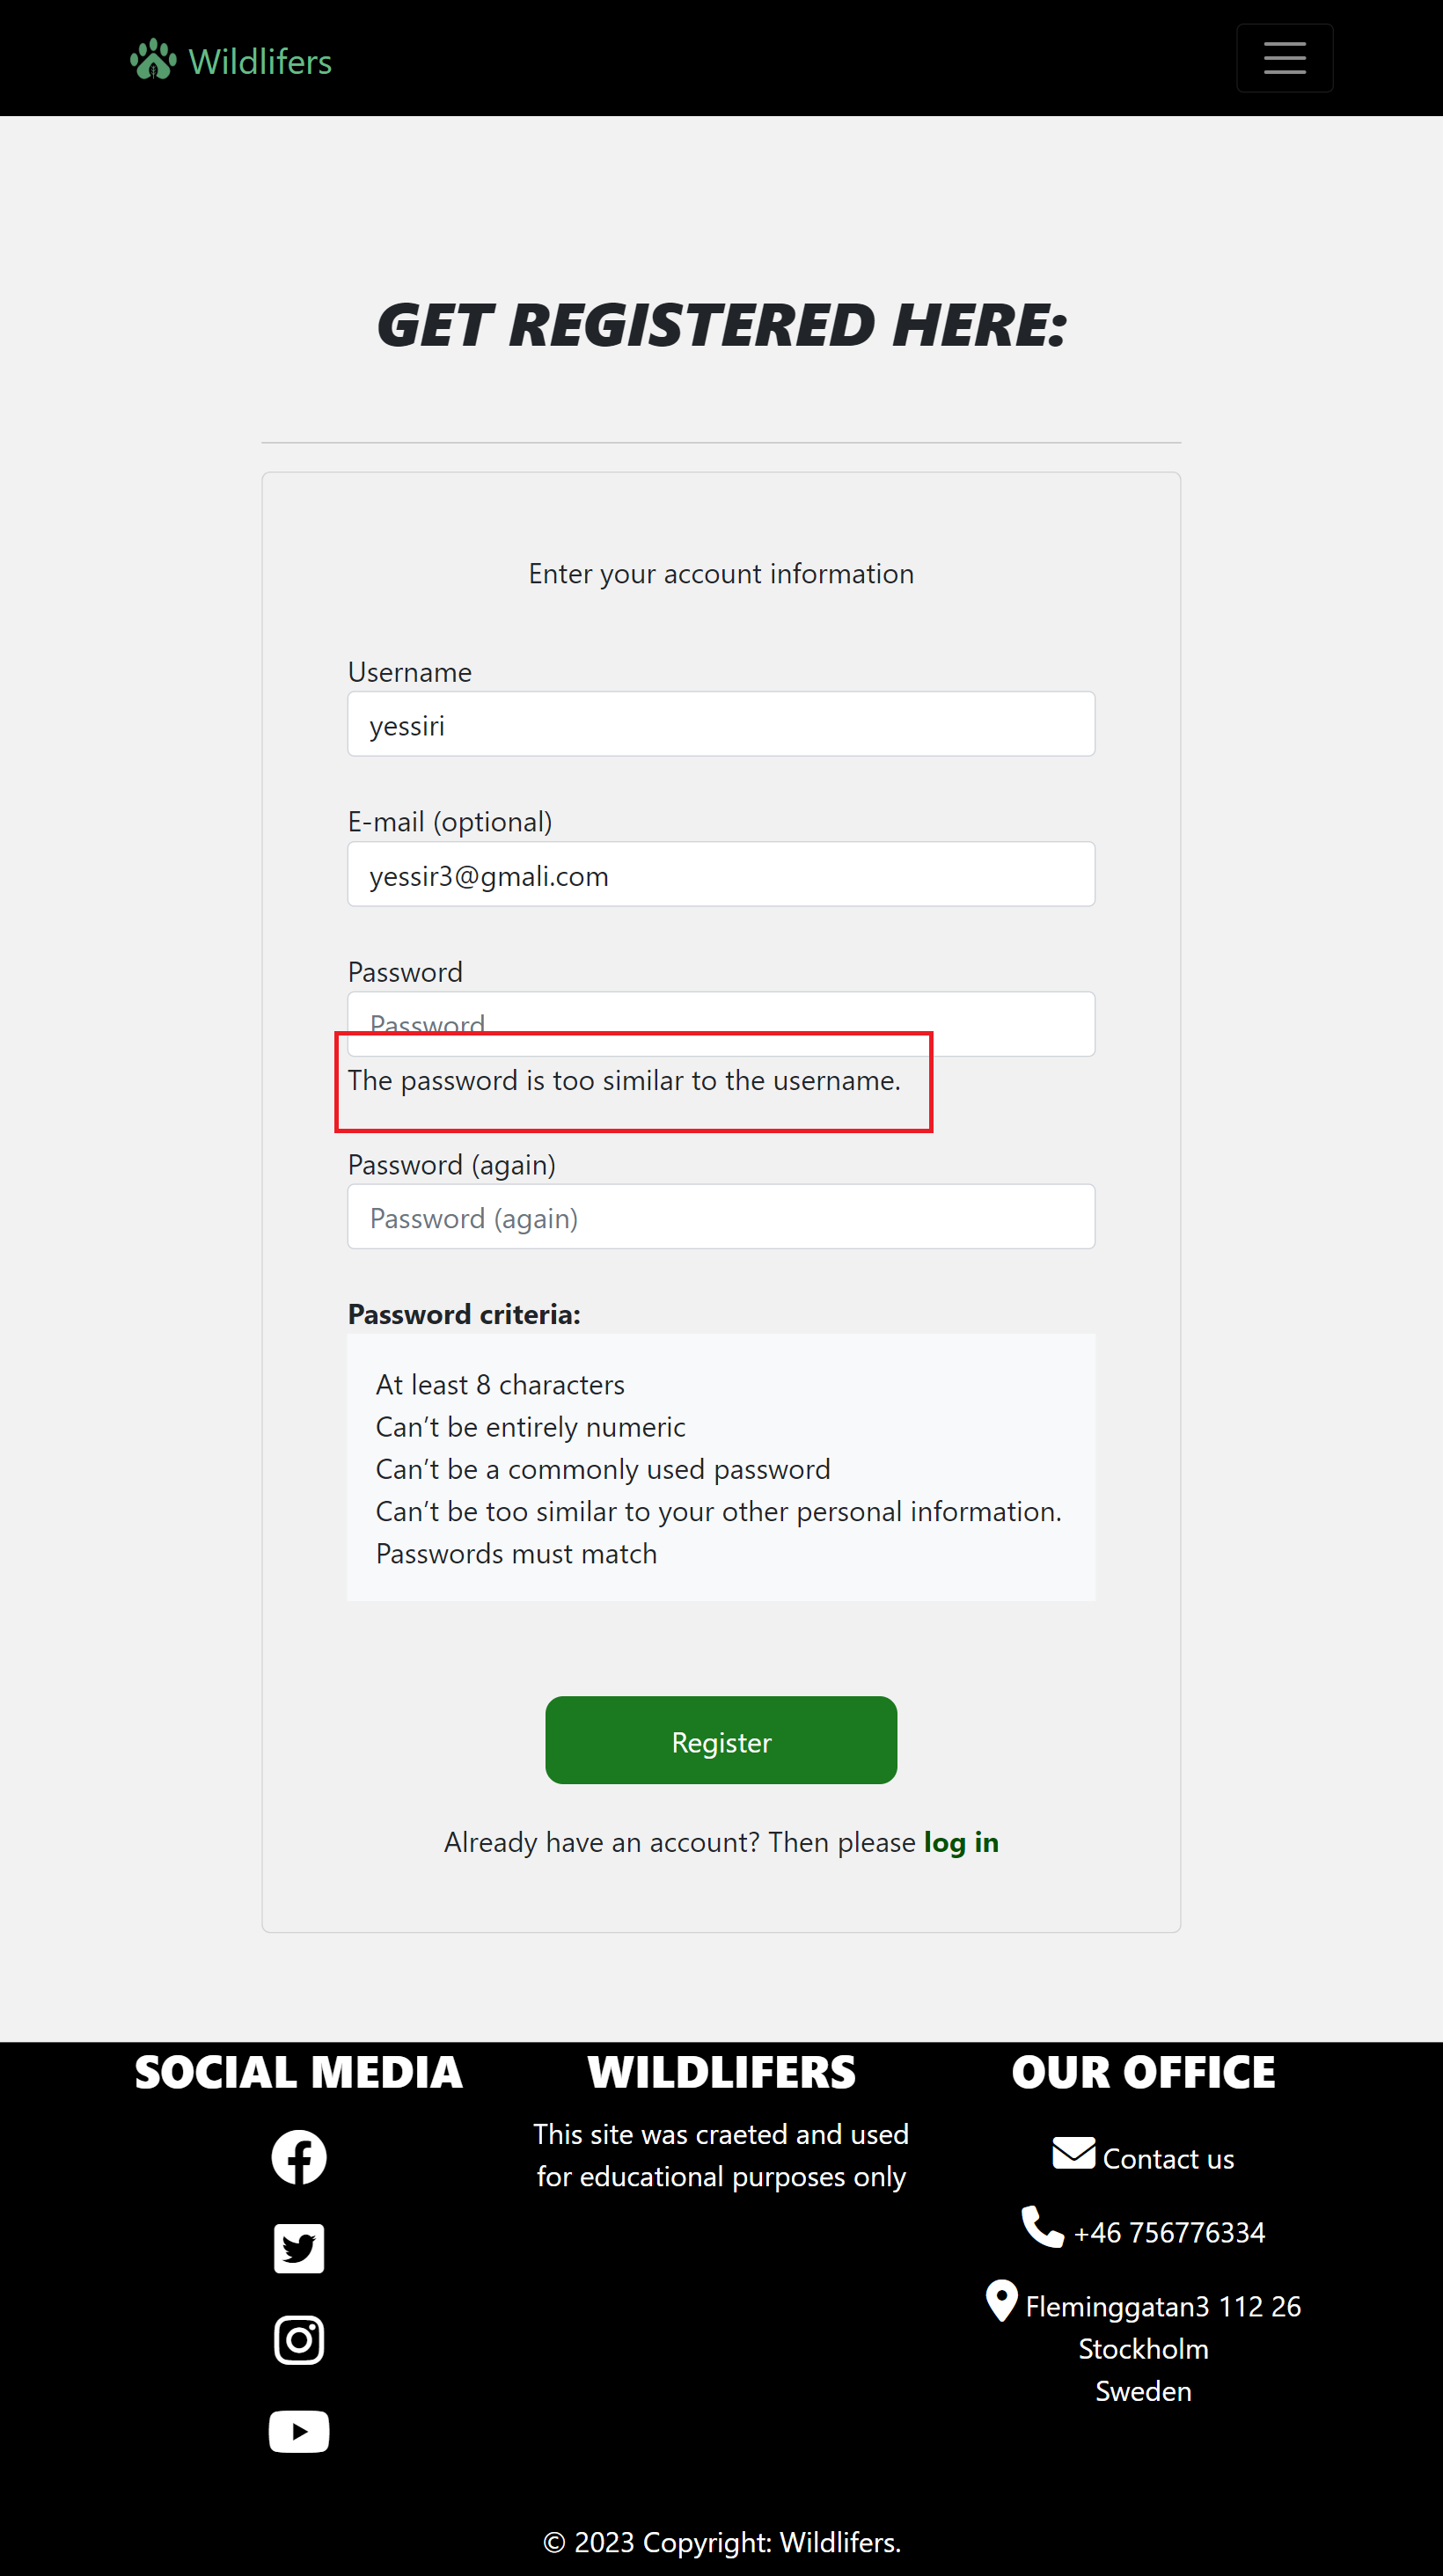 Wildlifers
GET REGISTERED HERE:
Enter your account information
Username
yessiri
E-mail (optional)
yessir3@gmali.com
Password
Password
The password is too similar to the username.
Password (again)
Password (again)
Password criteria:
At least 8 characters
Can’t be entirely numeric
Can’t be a commonly used password
Can’t be too similar to your other personal information.
Passwords must match
Register
Already have an account? Then please log in
SOCIAL MEDIA
WILDLIFERS
This site was craeted and used
for educational purposes only
OUR OFFICE
Contact us
+46 756776334
Fleminggatan3 112 26
Stockholm
Sweden
© 2023 Copyright: Wildlifers.